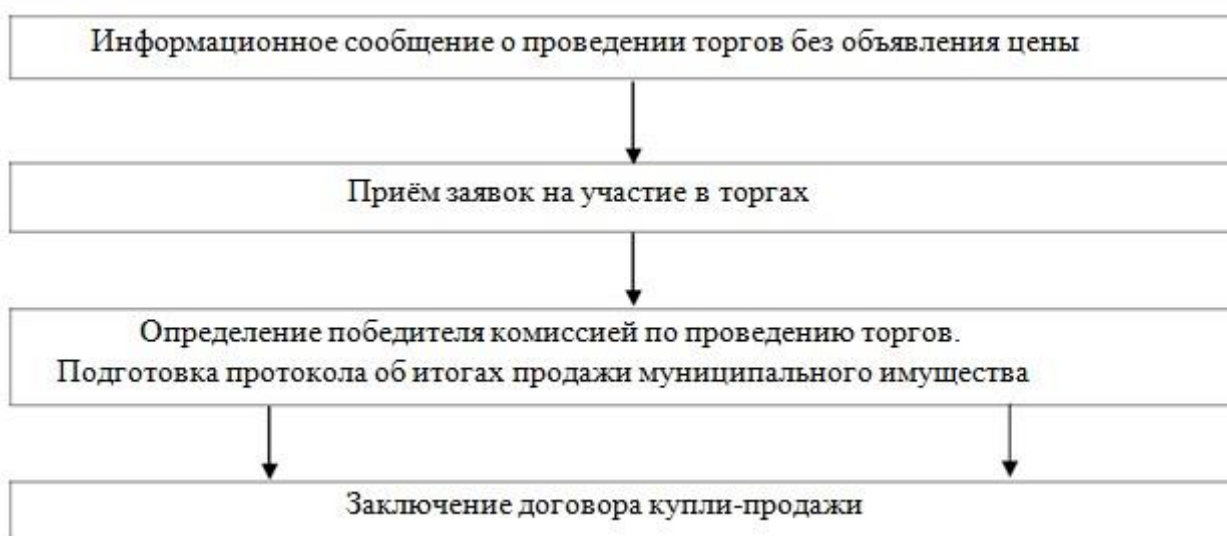 Информационное сообщение о проведении торгов без объявления цены
Приём заявок на участие в торгах
Определение победителя комиссией по проведению торгов.
Подготовка протокола об итогах продажи муниципального имущества
Заключение договора купли-продажи